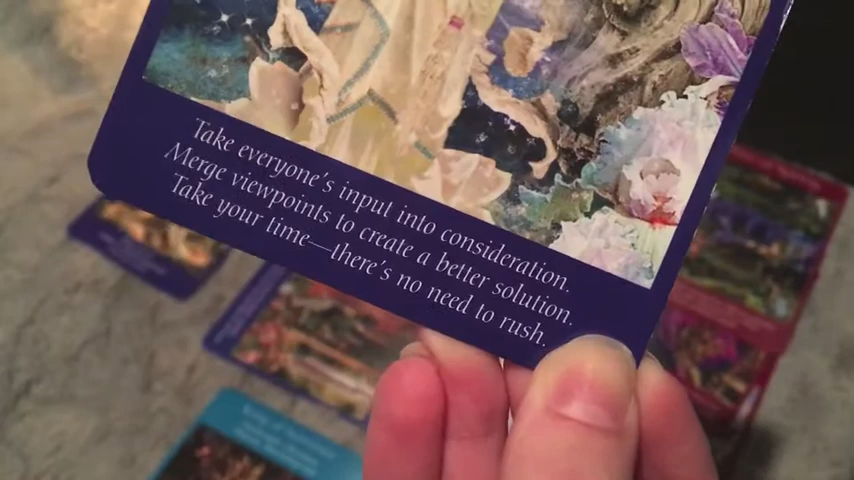 Take everyone's input into consideration.
Merge viewpoints to create a better solution.
Take your time—there's no need to rush.